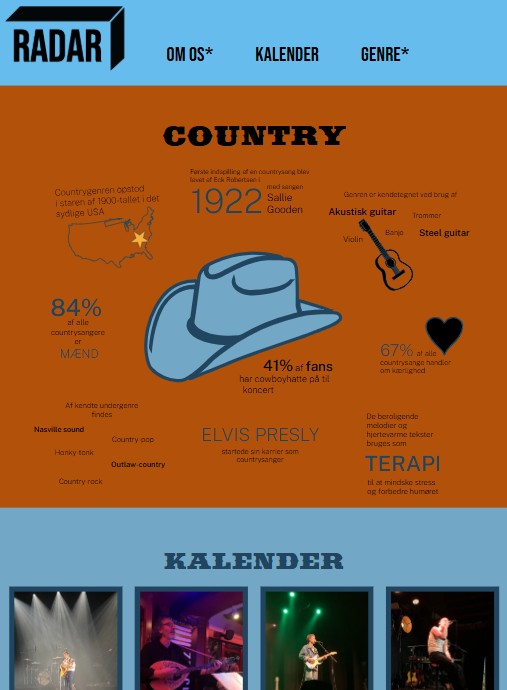 RADAR
OM OS*
KALENDER
GENRE*
COUNTRY
Countrygenren opstod
i staren af 1900-tallet i det
sydlige USA
Første indspilling af en countrysang blev
lavet af Eck Robertsen i
1922
med sangen
Sallie
Gooden
Genren er kendetegnet ved brug af
Akustisk guitar
Trommer
Violin
Banjo
Steel guitar
84%
af alle
countrysangere
er
MÆND
41% af fans
har cowboyhatte på til
koncert
67% af alle
countrysange handler
om kærlighed
Af kendte undergenre
findes
Nashville sound
Country-pop
Honky tonk
Outlaw-country
Country rock
ELVIS PRESLY
startede sin karrier som
countrysanger
De beroligende
melodier og
hjertevarme tekster
bruges som
TERAPI
til at mindske stress
og forbedre humøret
KALENDER